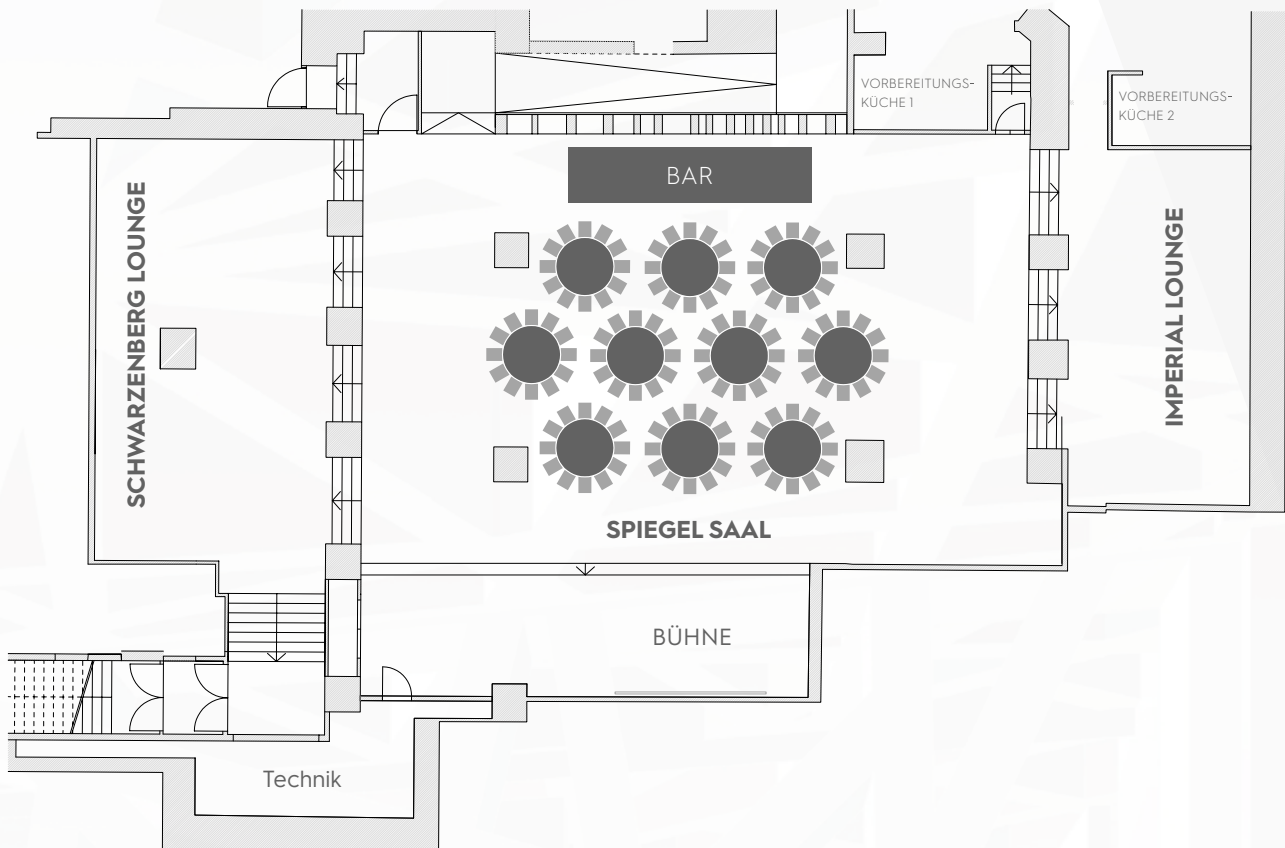 VORBEREITUNGS-
KÜCHE 1
VORBEREITUNGS-
KÜCHE 2
BAR
SCHWARZENBERG LOUNGE
IMPERIAL LOUNGE
SPIEGEL SAAL
BÜHNE
Technik